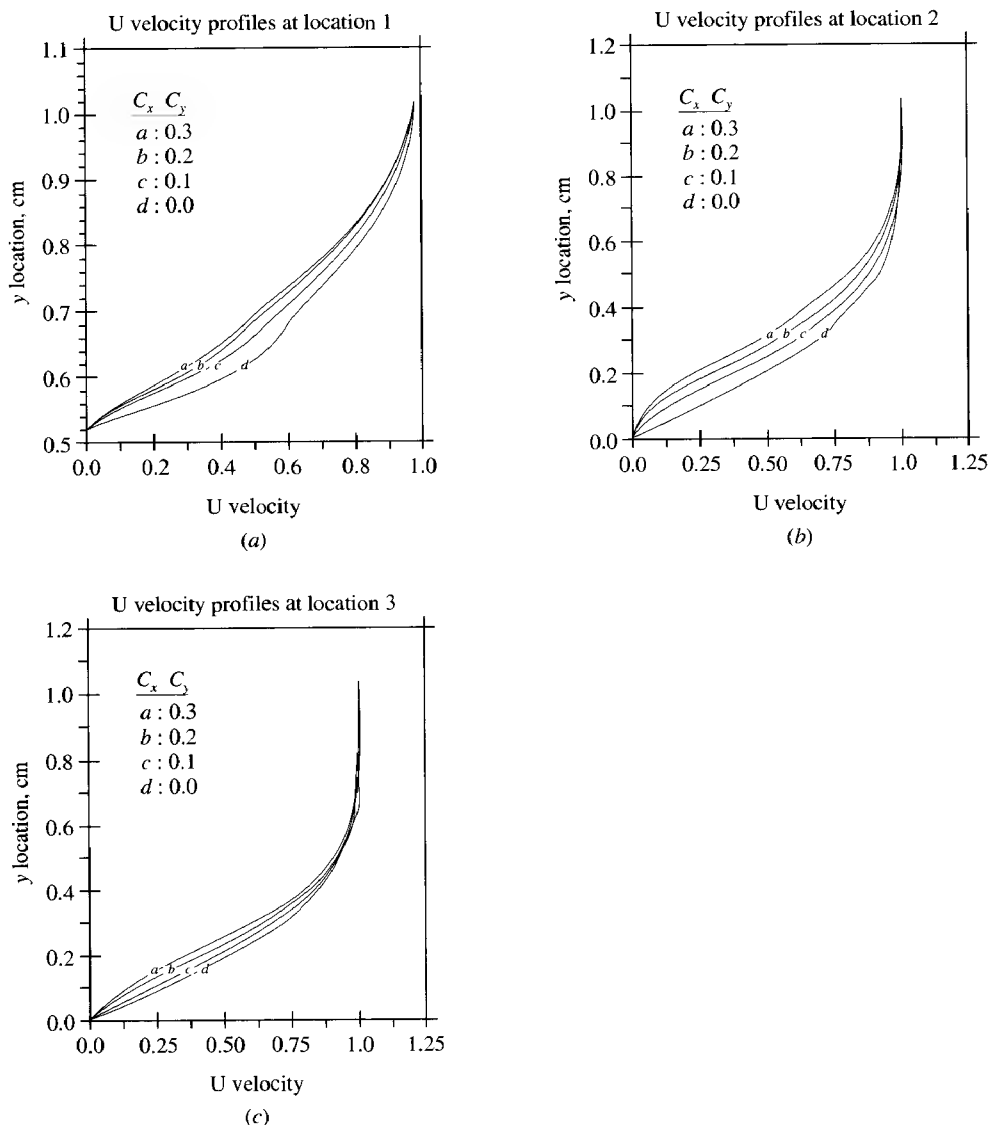 U velocity profiles at location 1
1.1
1.0
0.9
0.8
0.7
0.6
0.5
y location, cm
C_x C_y
a : 0.3
b : 0.2
c : 0.1
d : 0.0
a b c d
0.0 0.2 0.4 0.6 0.8 1.0
U velocity
(a)
U velocity profiles at location 2
1.2
1.0
0.8
0.6
0.4
0.2
0.0
y location, cm
C_x C_y
a : 0.3
b : 0.2
c : 0.1
d : 0.0
a b c d
0.0 0.25 0.50 0.75 1.0 1.25
U velocity
(b)
U velocity profiles at location 3
1.2
1.0
0.8
0.6
0.4
0.2
0.0
y location, cm
C_x C_y
a : 0.3
b : 0.2
c : 0.1
d : 0.0
a b c d
0.0 0.25 0.50 0.75 1.0 1.25
U velocity
(c)